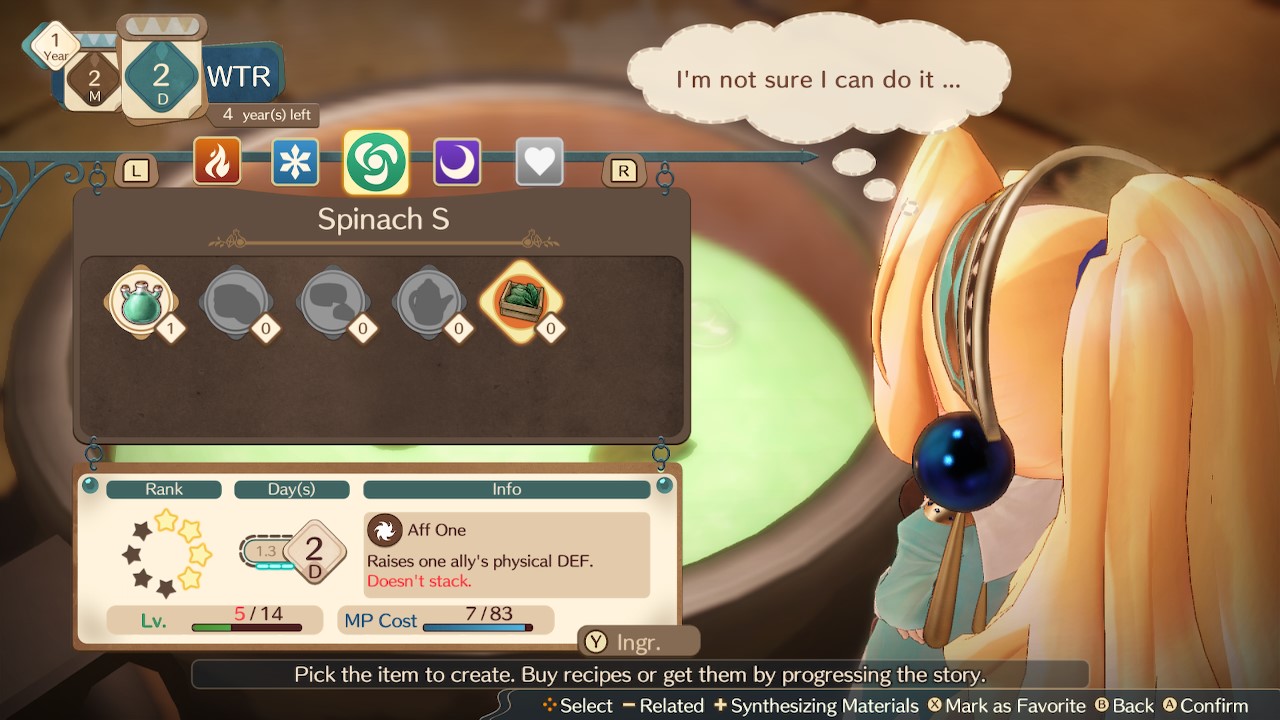 1
Year
2
M
2
D
WTR
4 year(s) left
I'm not sure I can do it ...
L
R
Spinach S
1
0
0
0
0
Rank
Day(s)
Info
1.3
2
D
Aff One
Raises one ally's physical DEF.
Doesn't stack.
Lv. 5/14
MP Cost 7/83
Y Ingr.
Pick the item to create. Buy recipes or get them by progressing the story.
Select Related Synthesizing Materials X Mark as Favorite B Back A Confirm